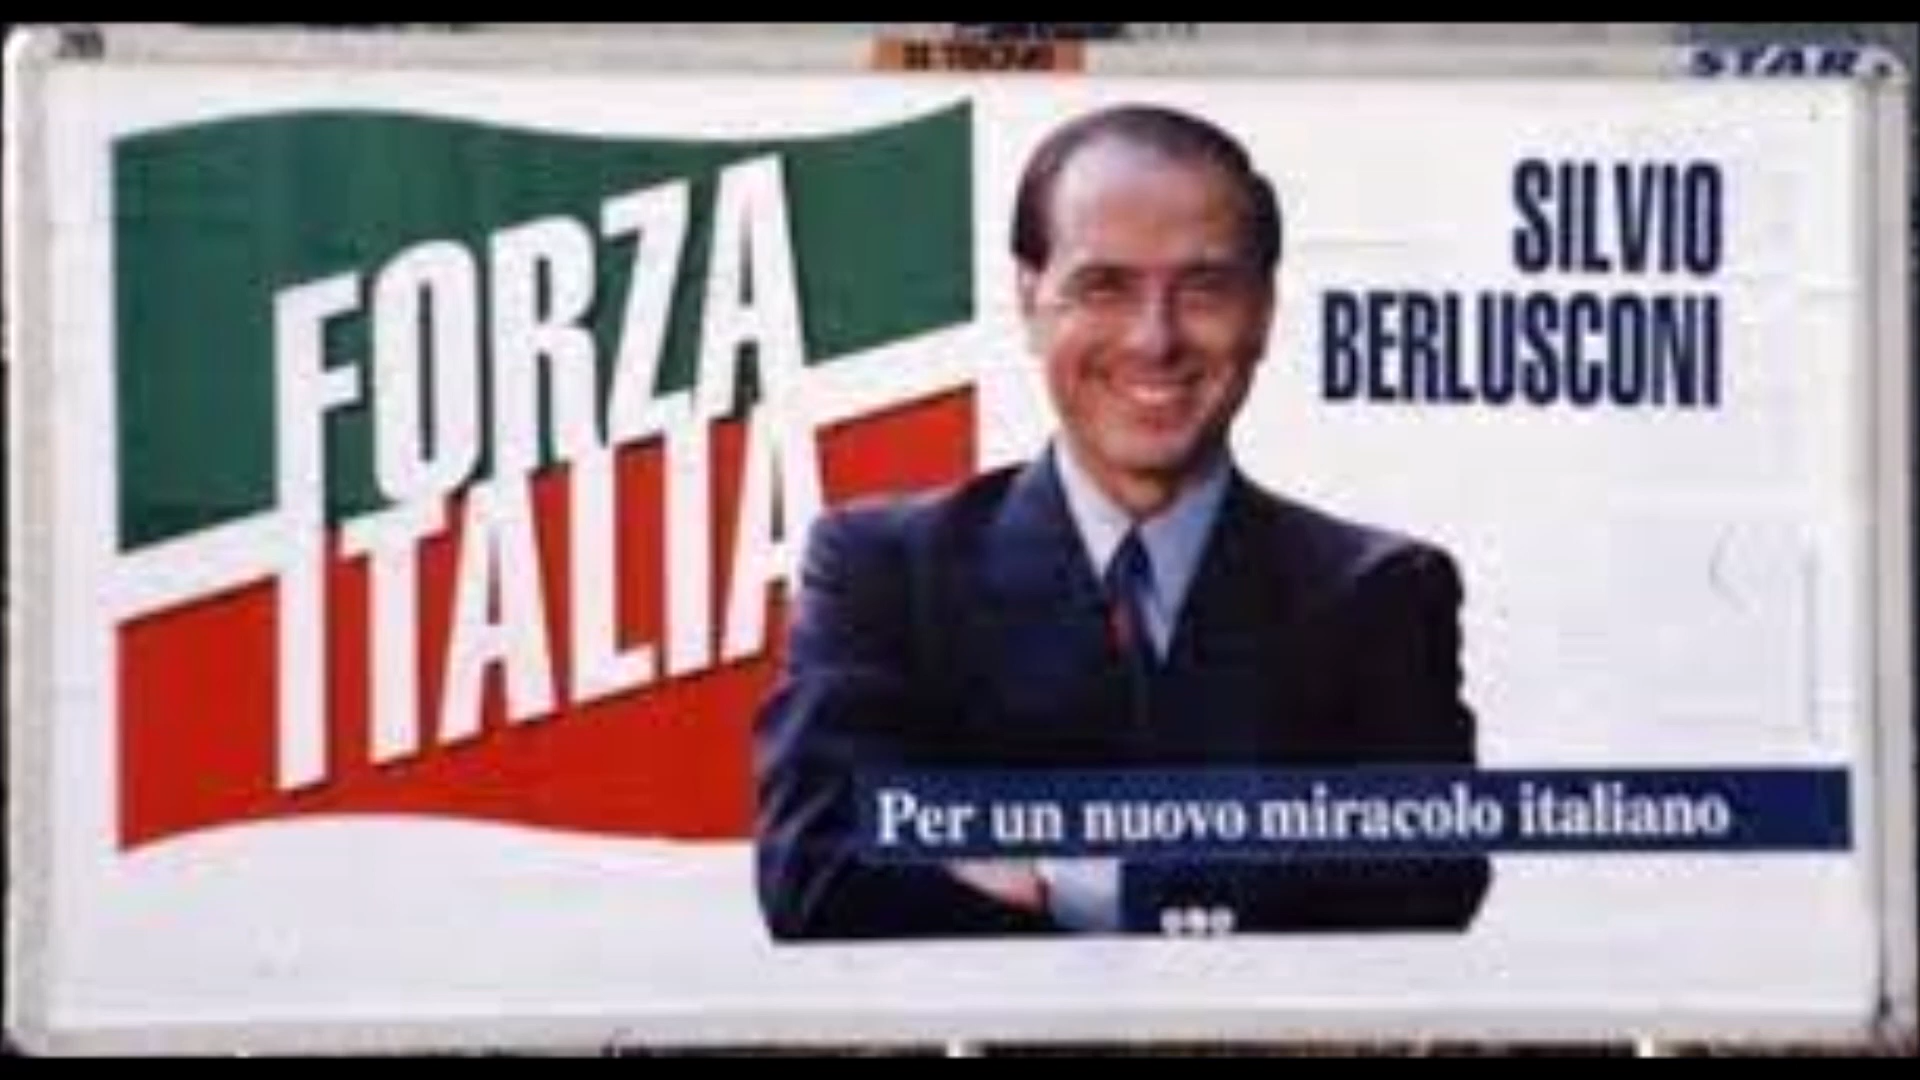 STAR
FORZA
ITALIA
SILVIO
BERLUSCONI
Per un nuovo miracolo italiano